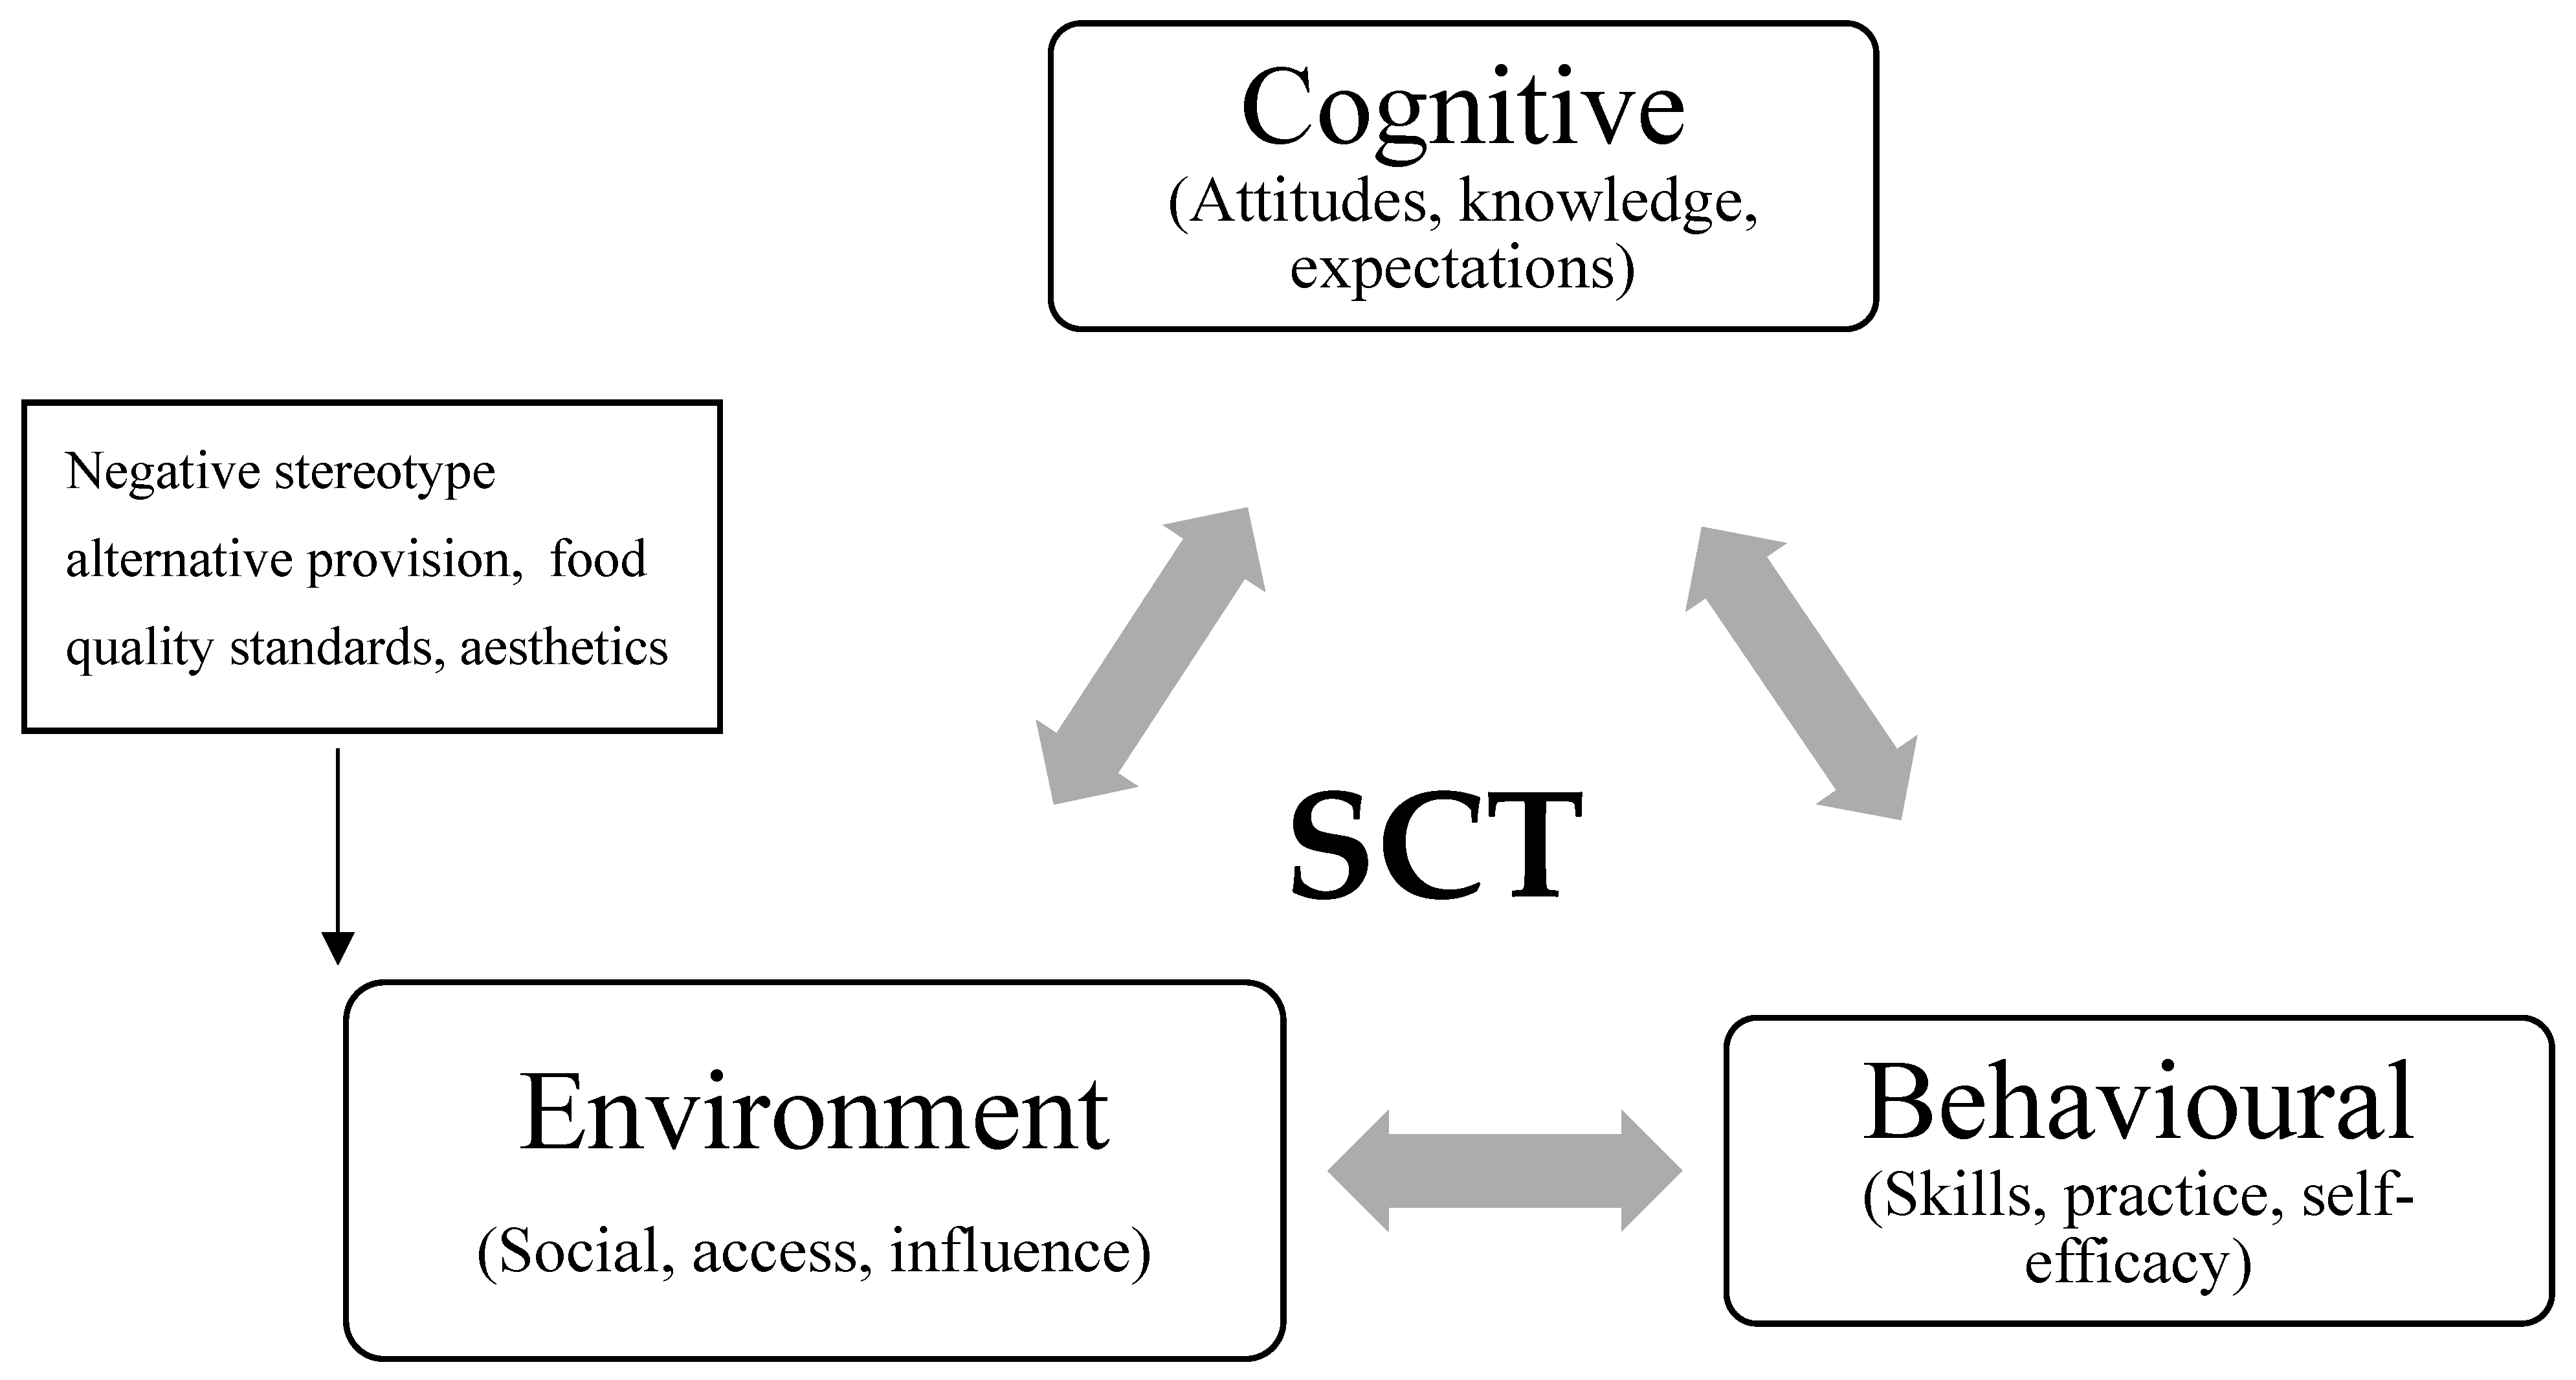 Cognitive
(Attitudes, knowledge,
expectations)
Negative stereotype
alternative provision, food
quality standards, aesthetics
SCT
Environment
(Social, access, influence)
Behavioural
(Skills, practice, self-
efficacy)